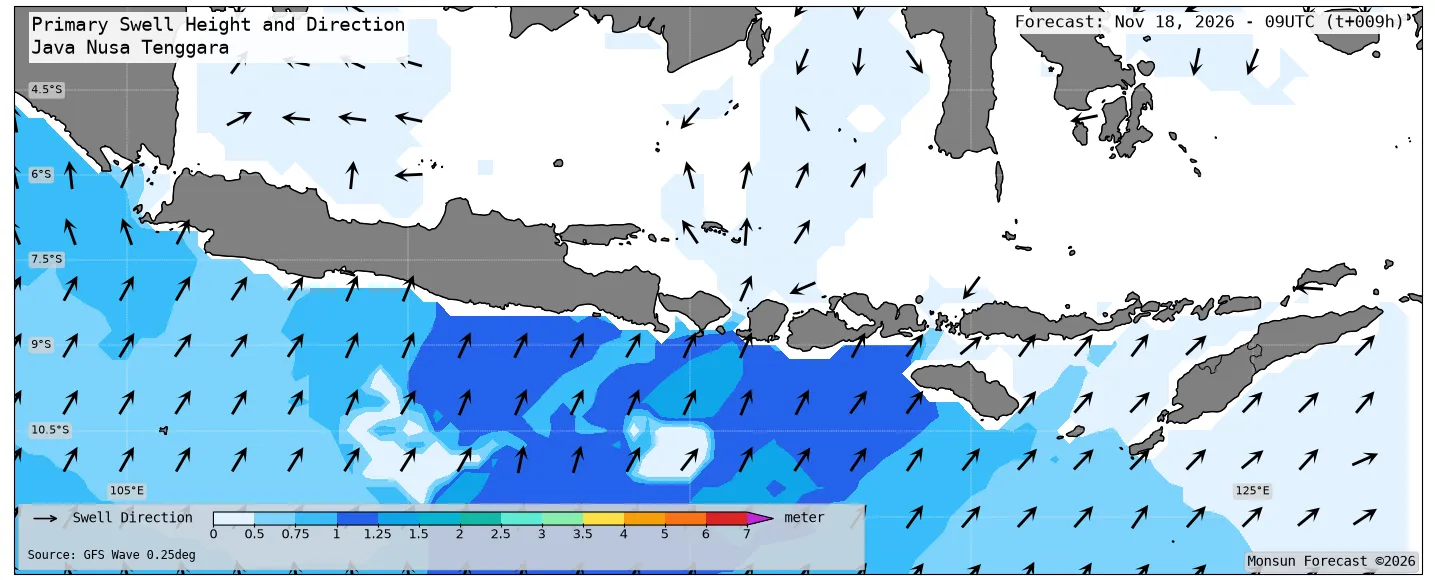 Primary Swell Height and Direction
Java Nusa Tenggara
Forecast: Nov 18, 2026 - 09UTC (t+009h)
4.5°S
6°S
7.5°S
9°S
10.5°S
105°E
125°E
Swell Direction
0 0.5 0.75 1 1.25 1.5 2 2.5 3 3.5 4 5 6 7
meter
Source: GFS Wave 0.25deg
Monsun Forecast ©2026